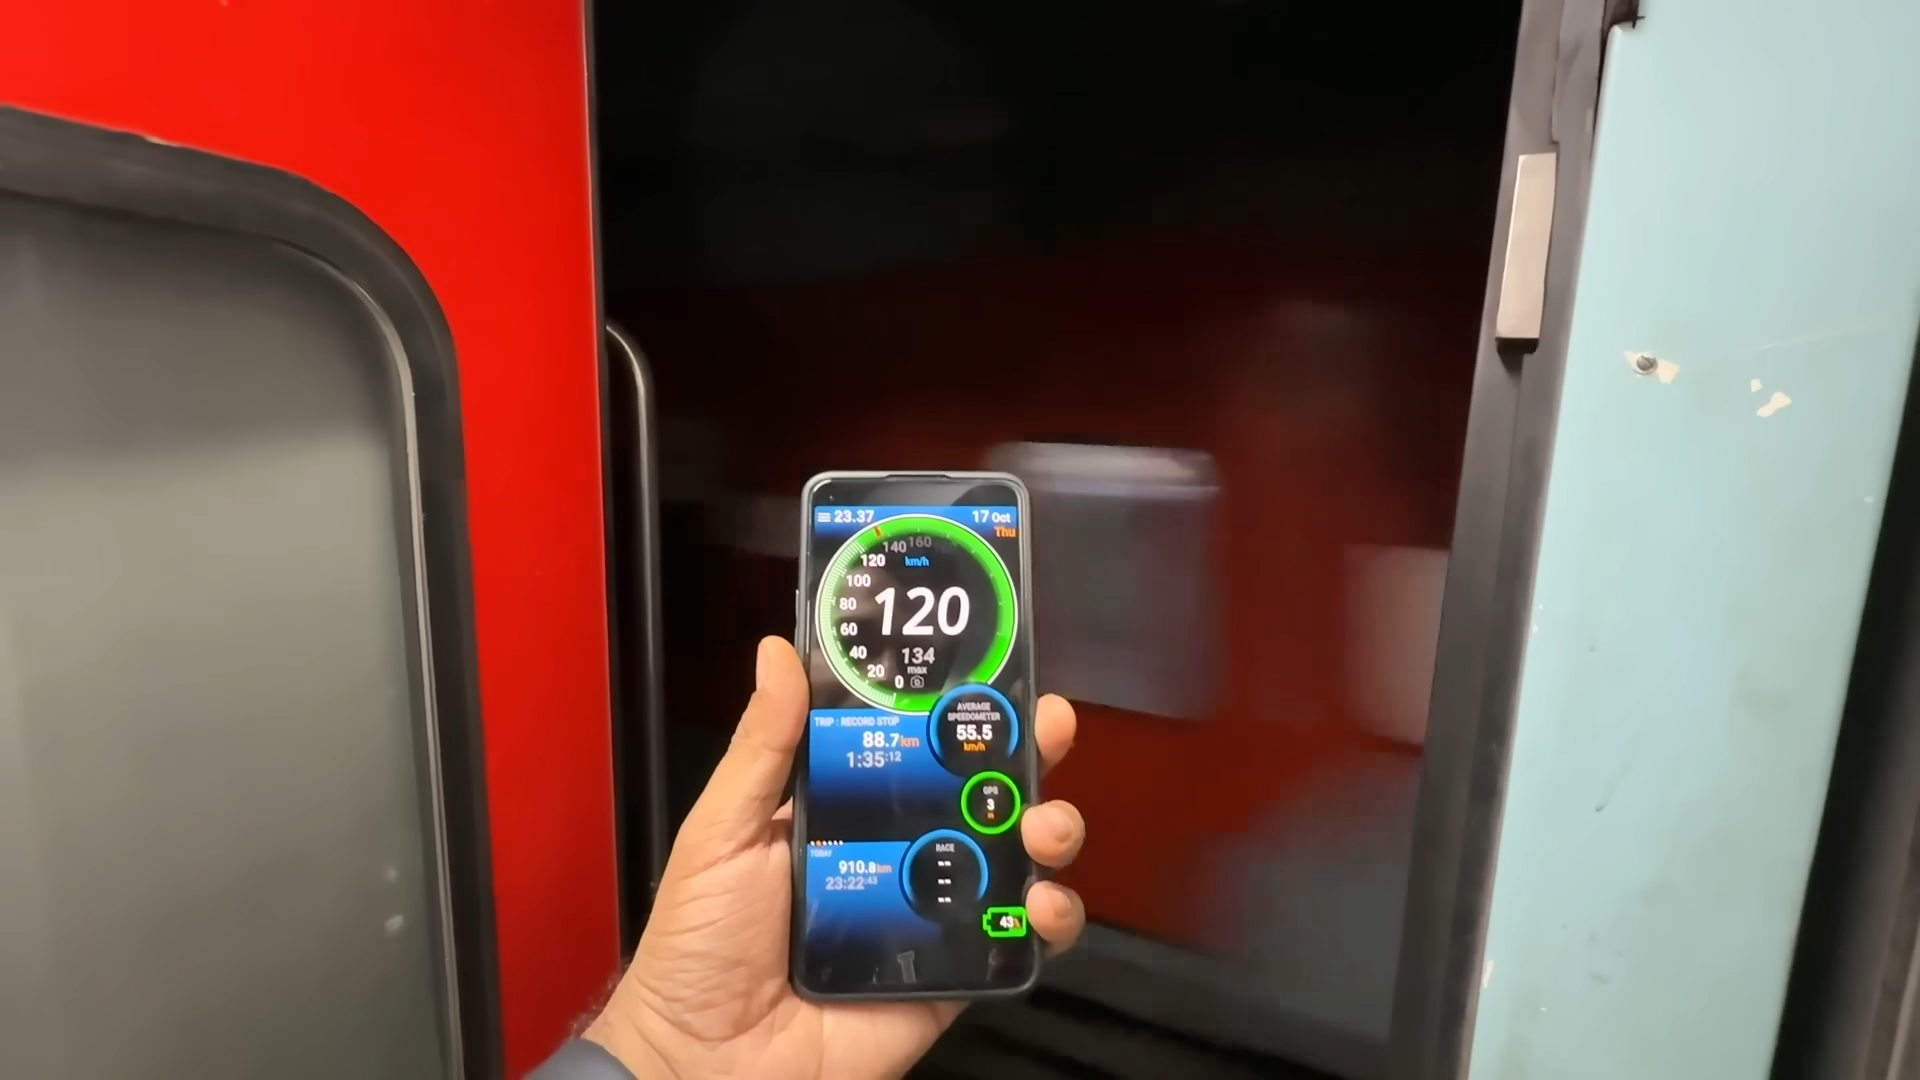 23.37
17 Oct
Thu
140 160
120 km/h
100
80
60
40
20
0
120
134
max
AVERAGE
SPEEDOMETER
55.5
km/h
TRIP : RECORD STOP
88.7km
1:35:12
GPS
3
m
TODAY
910.8km
23:22:43
RACE
--
--
--
43%